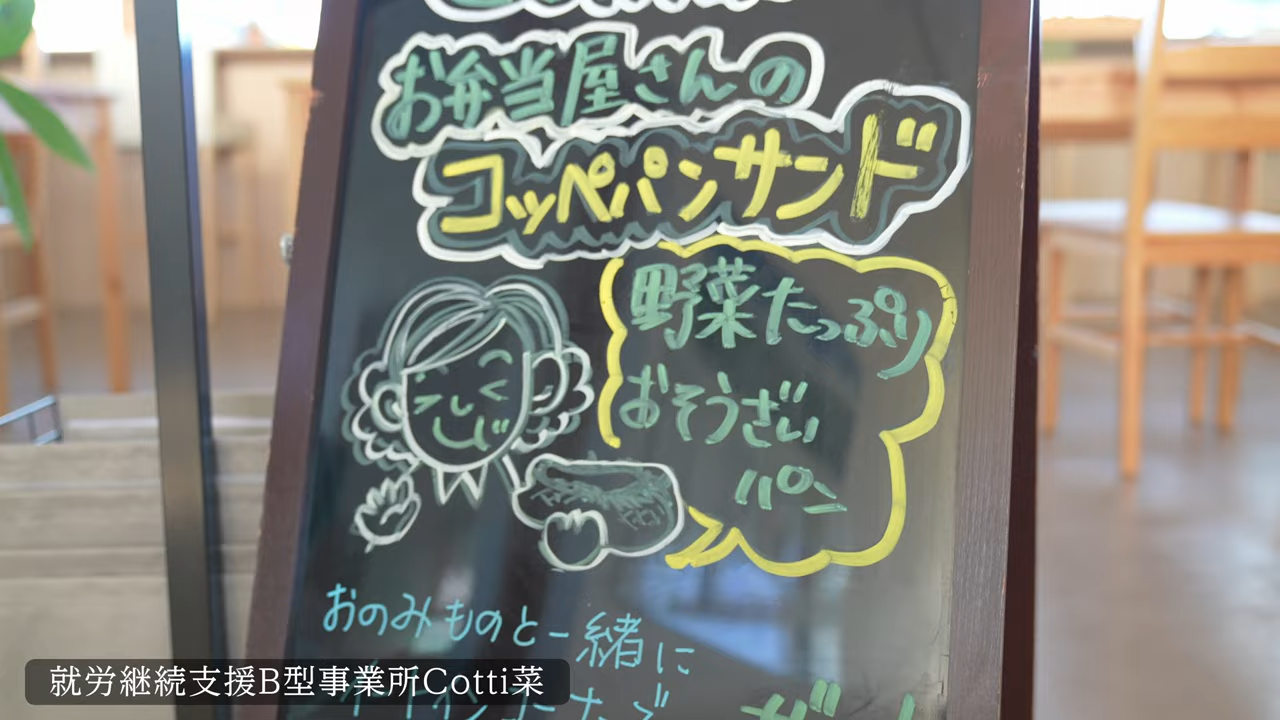 お弁当屋さんの
コッペパンサンド
野菜たっぷり
おそうざい
パン
おのみものと一緒に
就労継続支援B型事業所Cotti菜